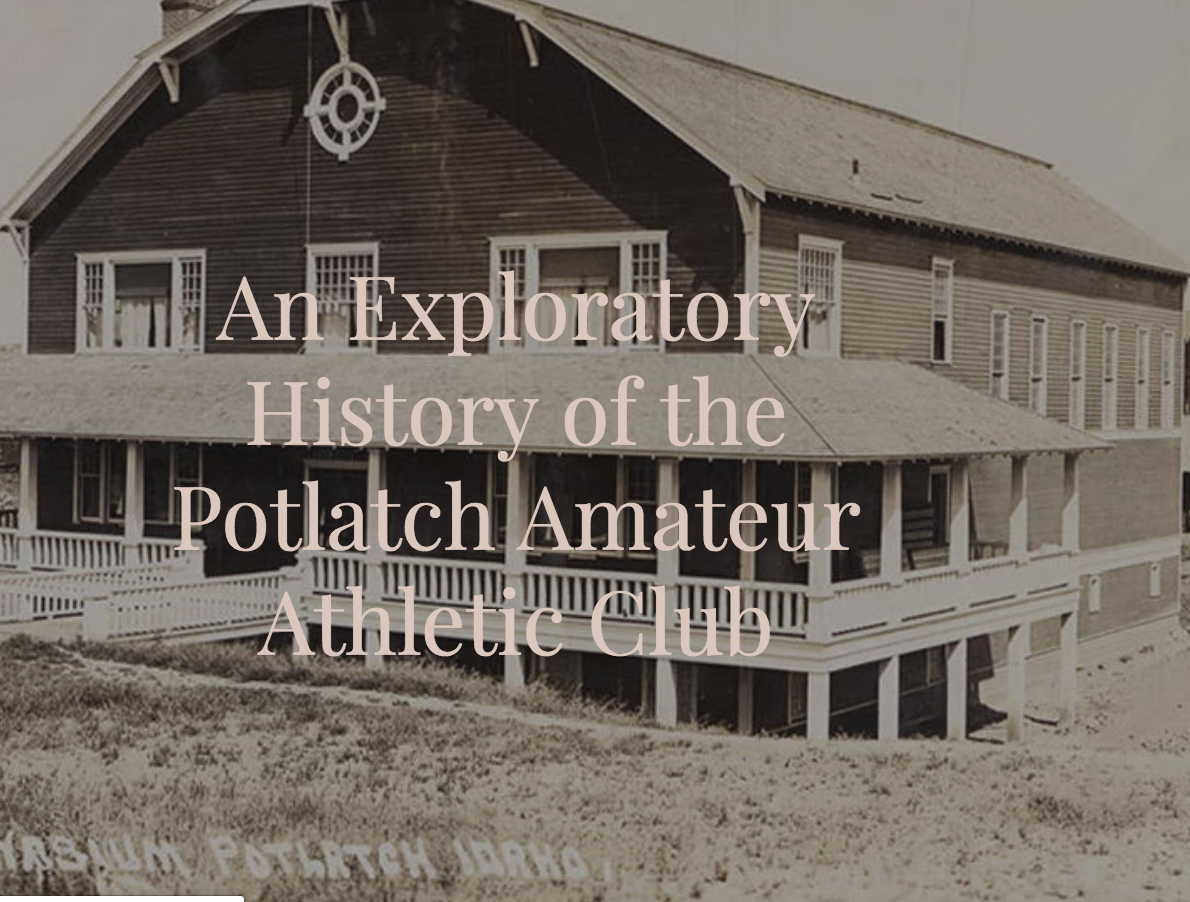 An Exploratory
History of the
Potlatch Amateur
Athletic Club
POTLATCH IDAHO.